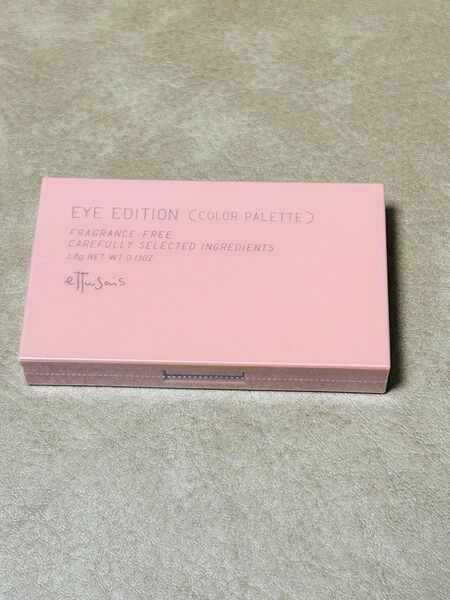 EYE EDITION (COLOR PALETTE)
FRAGRANCE-FREE
CAREFULLY SELECTED INGREDIENTS
3.8g NET WT.0.13OZ.
ettusais